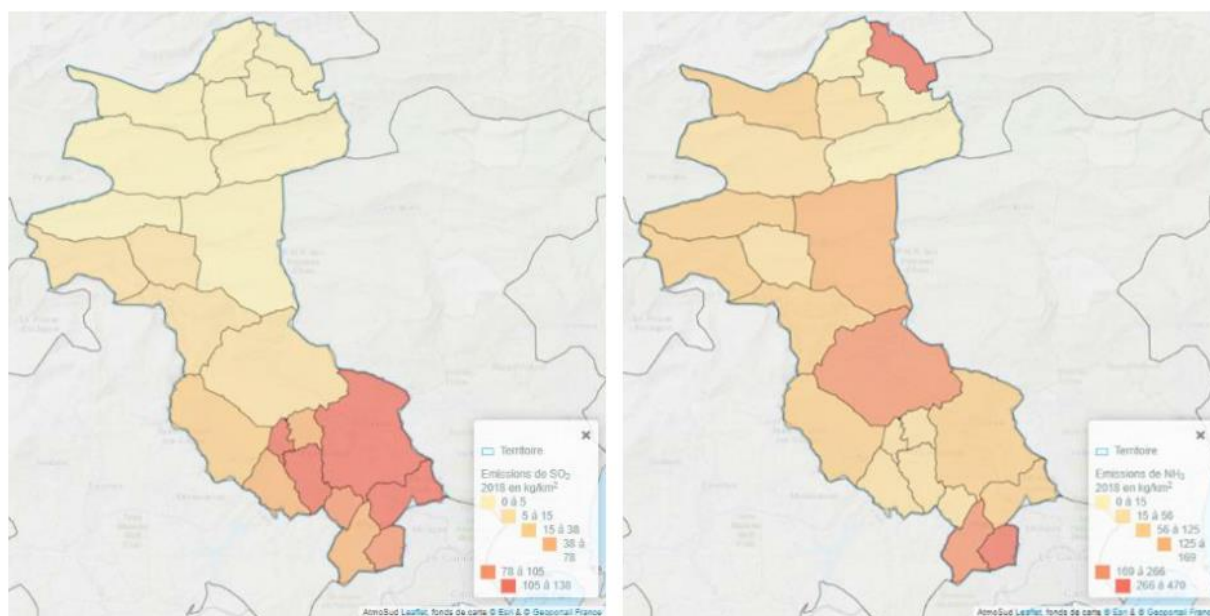 ×
Territoire
Emissions de SO₂
2018 en kg/km²
0 à 5
5 à 15
15 à 38
38 à
78
78 à 105
105 à 138
AtmoSud Leaflet, fonds de carte © Esri & © Geoportail France
×
Territoire
Emissions de NH₃
2018 en kg/km²
0 à 15
15 à 56
56 à 125
125 à
169
169 à 266
266 à 470
AtmoSud Leaflet, fonds de carte © Esri & © Geoportail France